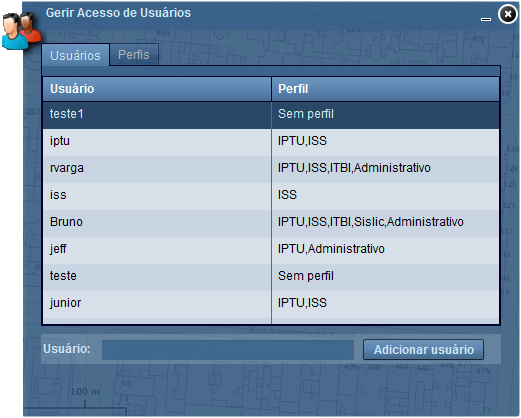 Gerir Acesso de Usuários
Usuários Perfis
Usuário Perfil
teste1 Sem perfil
iptu IPTU,ISS
rvarga IPTU,ISS,ITBI,Administrativo
iss ISS
Bruno IPTU,ISS,ITBI,Sislic,Administrativo
jeff IPTU,Administrativo
teste Sem perfil
junior IPTU,ISS
Usuário: Adicionar usuário
100 m